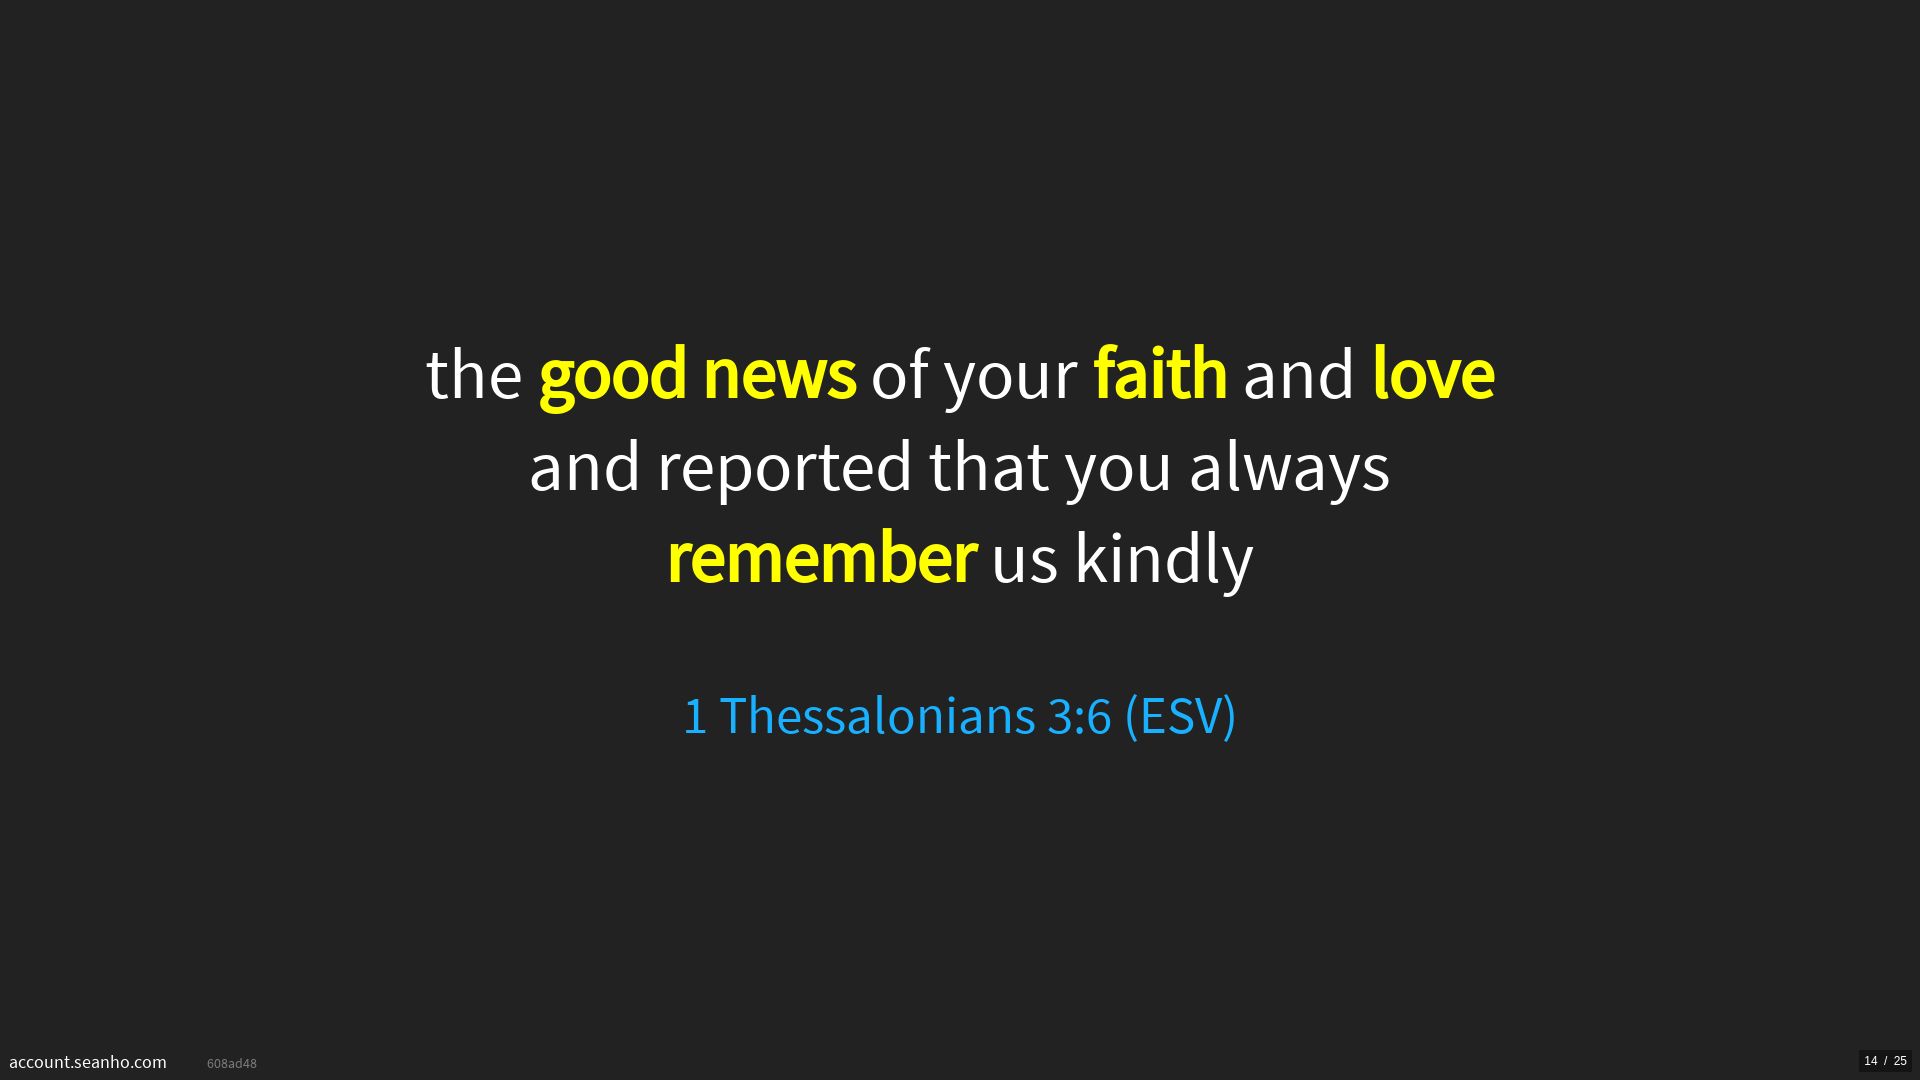 the good news of your faith and love
and reported that you always
remember us kindly
1 Thessalonians 3:6 (ESV)
account.seanho.com 608ad48
14 / 25